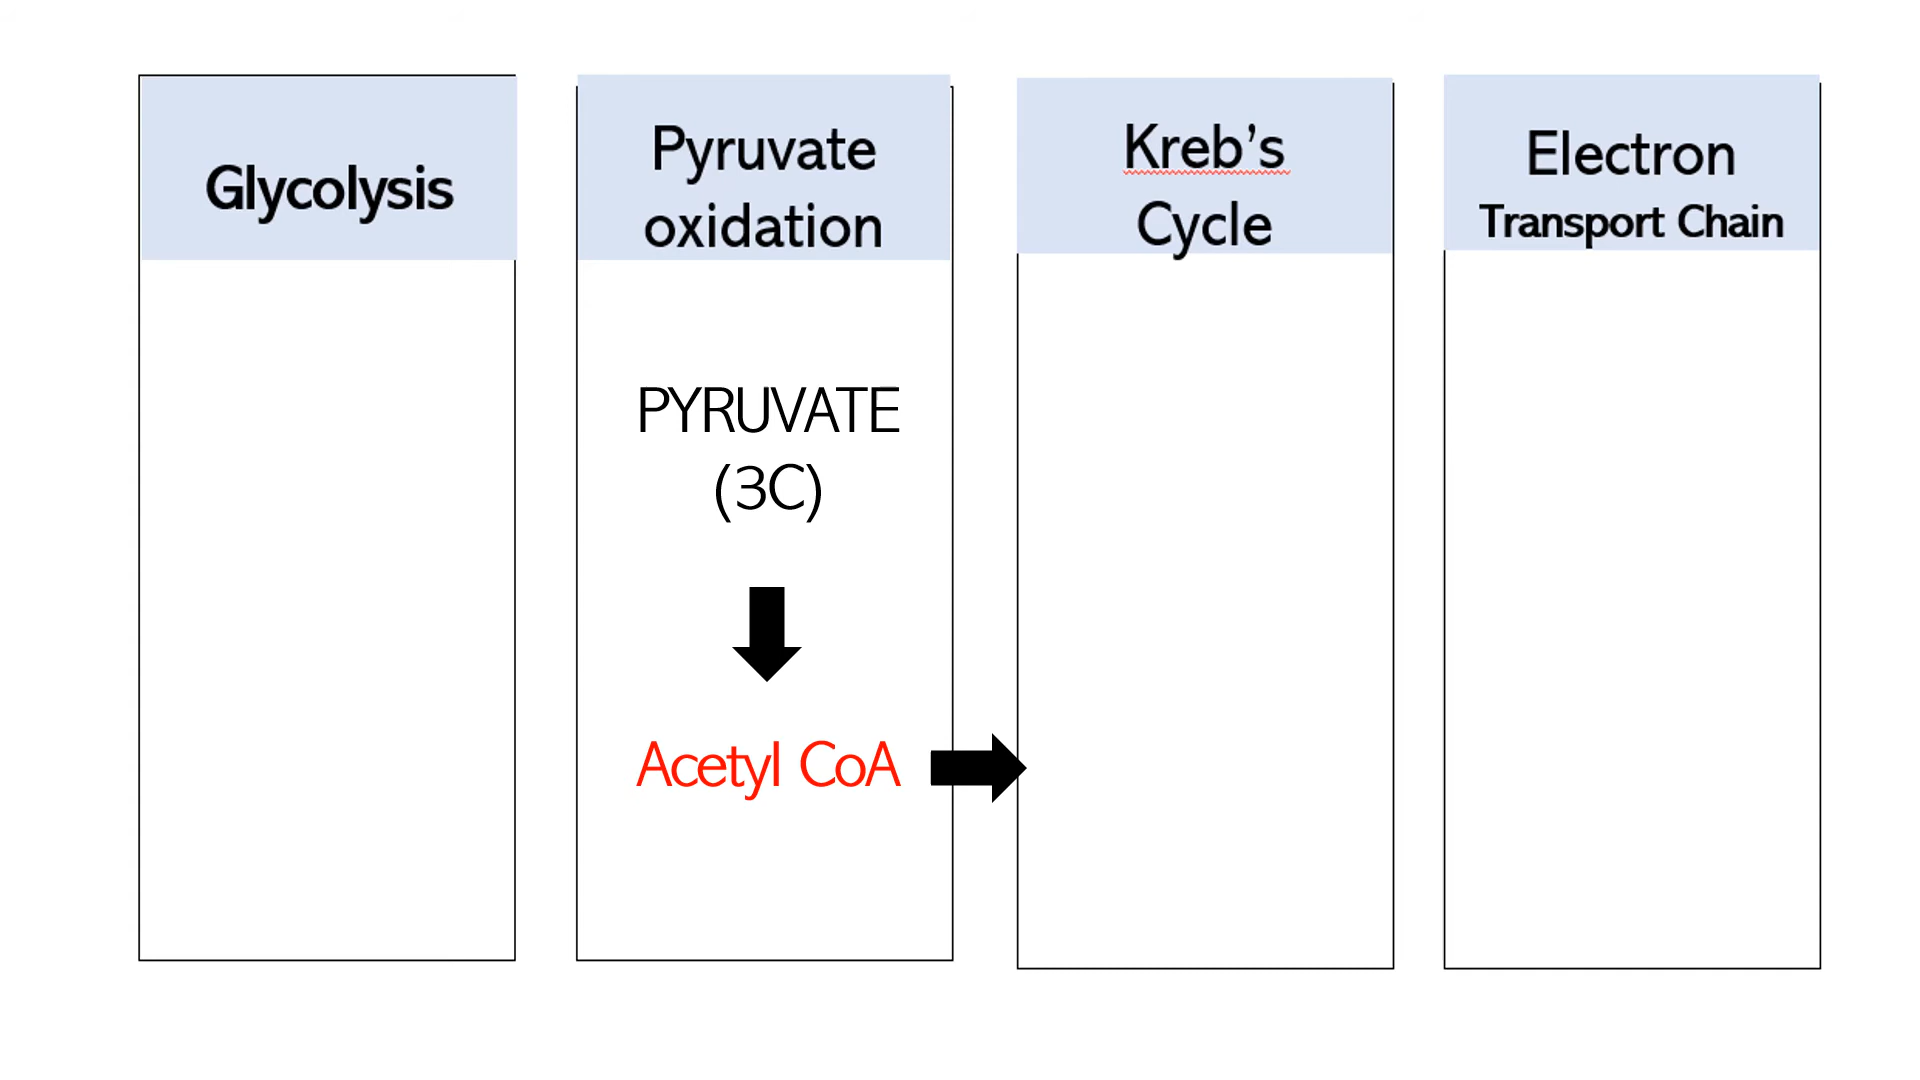 Glycolysis
Pyruvate
oxidation
PYRUVATE
(3C)
Acetyl CoA
Kreb's
Cycle
Electron
Transport Chain